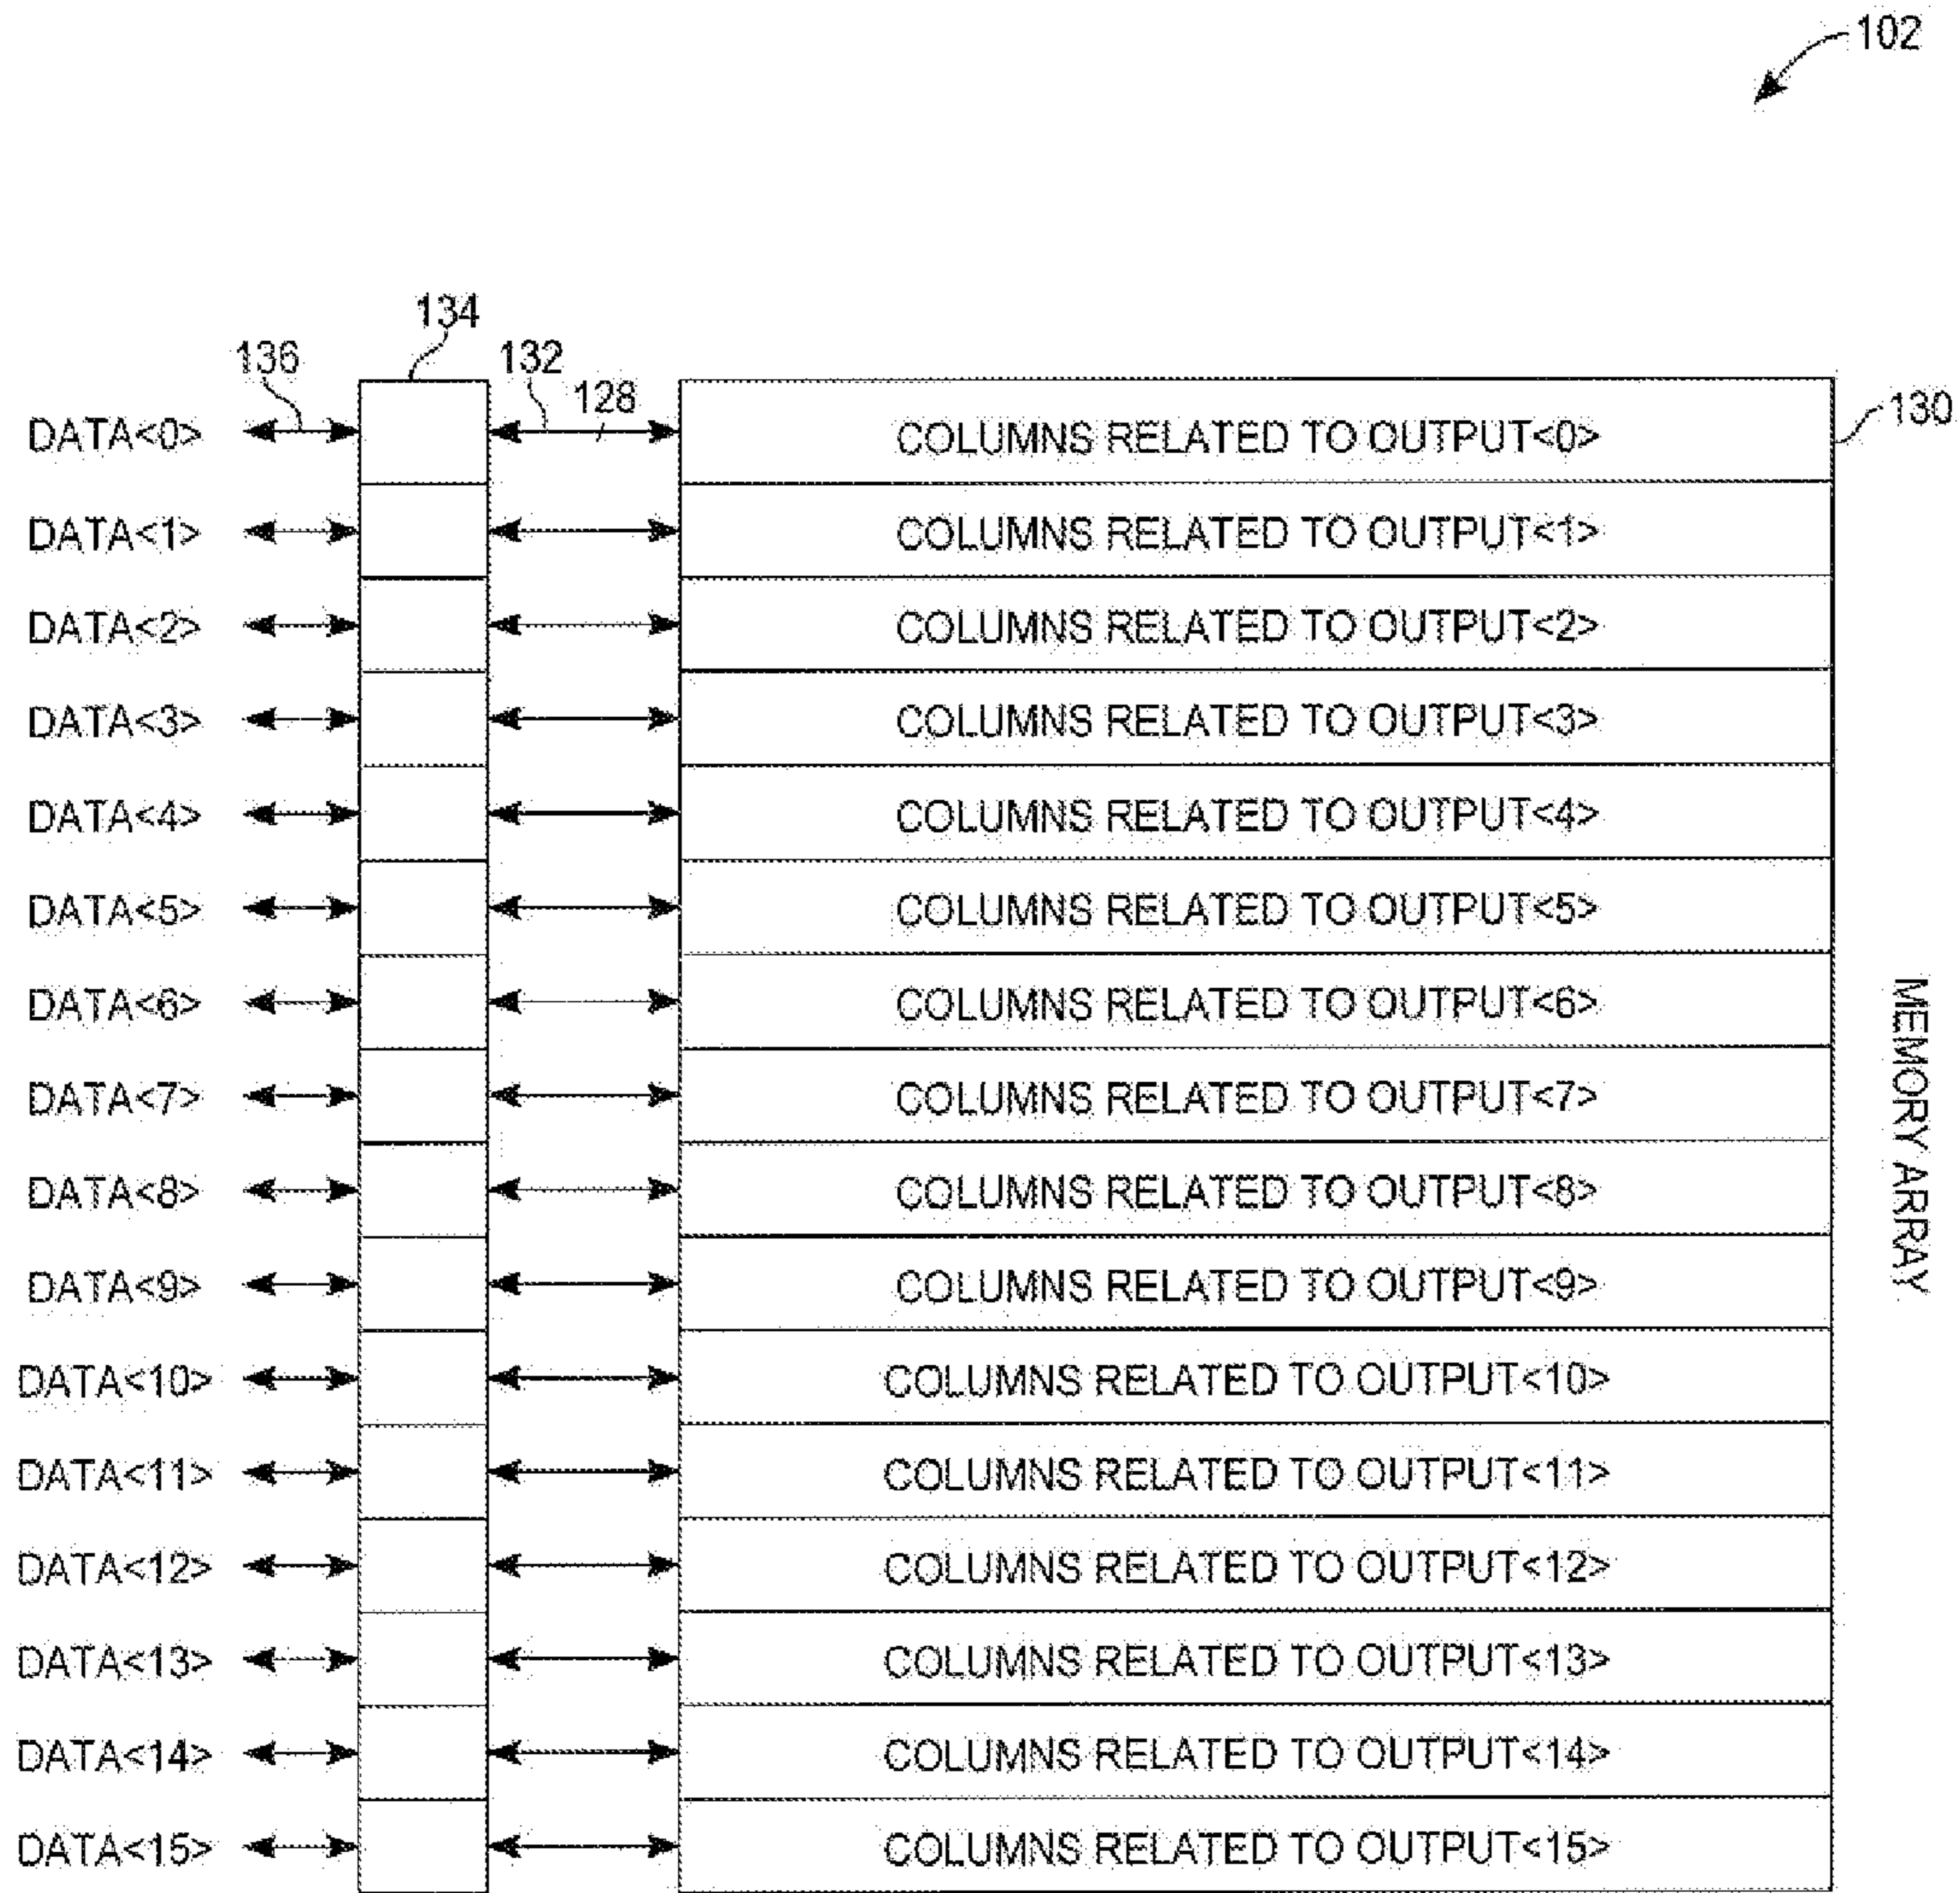 102
134
136
132
128
130
DATA<0> COLUMNS RELATED TO OUTPUT<0>
DATA<1> COLUMNS RELATED TO OUTPUT<1>
DATA<2> COLUMNS RELATED TO OUTPUT<2>
DATA<3> COLUMNS RELATED TO OUTPUT<3>
DATA<4> COLUMNS RELATED TO OUTPUT<4>
DATA<5> COLUMNS RELATED TO OUTPUT<5>
DATA<6> COLUMNS RELATED TO OUTPUT<6>
DATA<7> COLUMNS RELATED TO OUTPUT<7>
DATA<8> COLUMNS RELATED TO OUTPUT<8>
DATA<9> COLUMNS RELATED TO OUTPUT<9>
DATA<10> COLUMNS RELATED TO OUTPUT<10>
DATA<11> COLUMNS RELATED TO OUTPUT<11>
DATA<12> COLUMNS RELATED TO OUTPUT<12>
DATA<13> COLUMNS RELATED TO OUTPUT<13>
DATA<14> COLUMNS RELATED TO OUTPUT<14>
DATA<15> COLUMNS RELATED TO OUTPUT<15>
MEMORY ARRAY